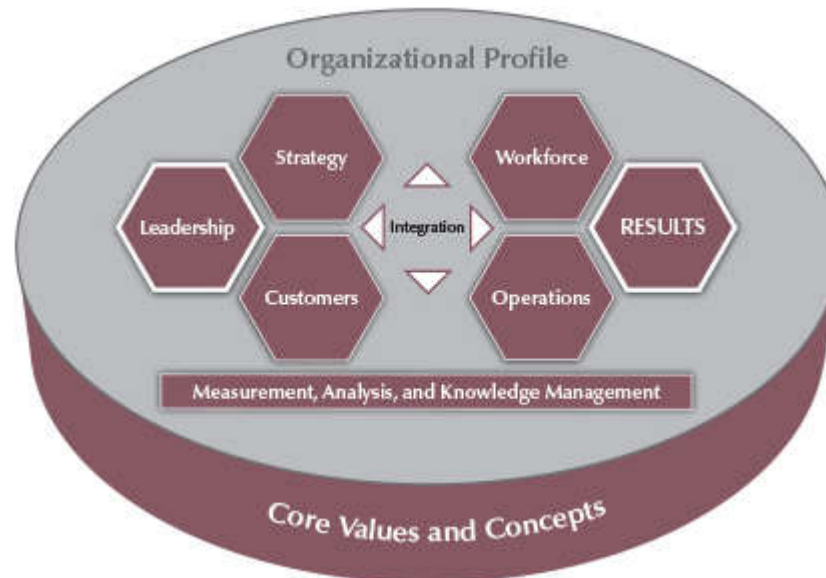 Organizational Profile
Strategy
Workforce
Leadership
Integration
RESULTS
Customers
Operations
Measurement, Analysis, and Knowledge Management
Core Values and Concepts